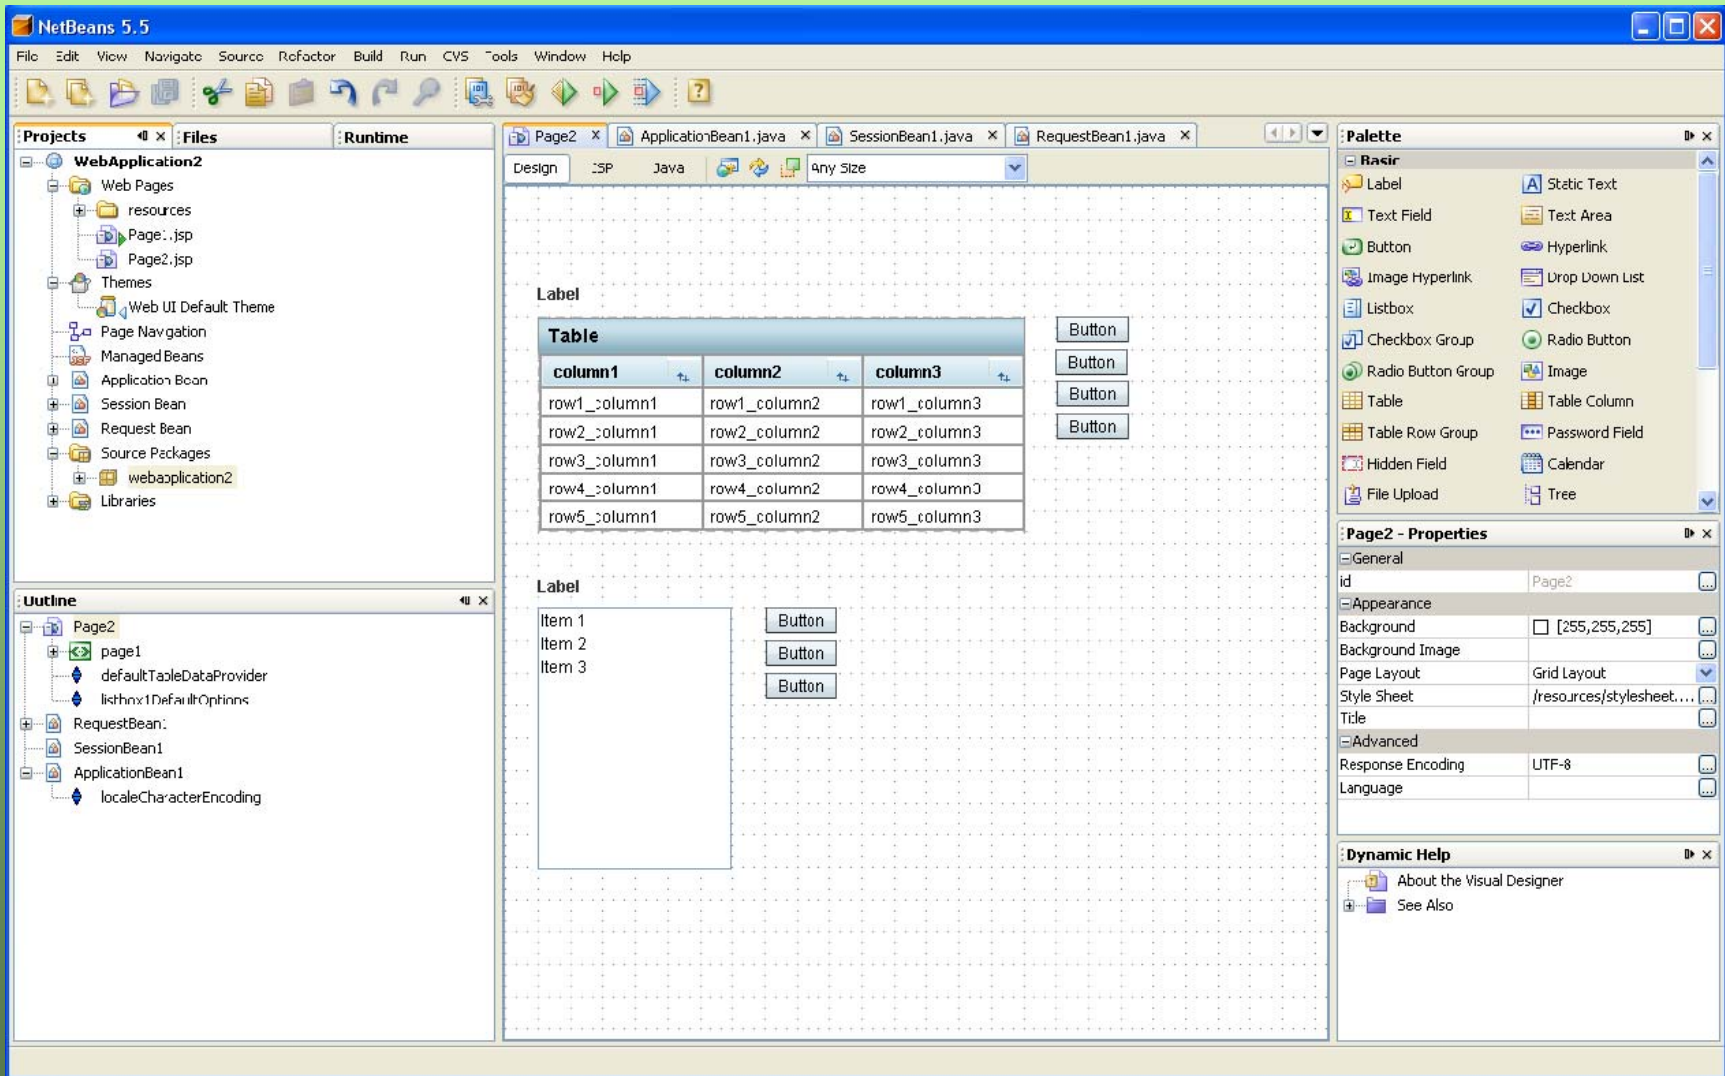 NetBeans 5.5
File Edit View Navigate Source Refactor Build Run CVS Tools Window Help
Projects Files Runtime
WebApplication2
Web Pages
resources
Page1.jsp
Page2.jsp
Themes
Web UI Default Theme
Page Navigation
Managed Beans
Application Bean
Session Bean
Request Bean
Source Packages
webapplication2
Libraries
Outline
Page2
page1
defaultTableDataProvider
listbox1DefaultOptions
RequestBean1
SessionBean1
ApplicationBean1
localeCharacterEncoding
Page2 ApplicationBean1.java SessionBean1.java RequestBean1.java
Design JSP Java Any Size
Label
Table
column1 column2 column3
row1_column1 row1_column2 row1_column3
row2_column1 row2_column2 row2_column3
row3_column1 row3_column2 row3_column3
row4_column1 row4_column2 row4_column3
row5_column1 row5_column2 row5_column3
Button
Button
Button
Button
Label
Item 1
Item 2
Item 3
Button
Button
Button
Palette
Basic
Label Static Text
Text Field Text Area
Button Hyperlink
Image Hyperlink Drop Down List
Listbox Checkbox
Checkbox Group Radio Button
Radio Button Group Image
Table Table Column
Table Row Group Password Field
Hidden Field Calendar
File Upload Tree
Page2 - Properties
General
id Page2
Appearance
Background [255,255,255]
Background Image
Page Layout Grid Layout
Style Sheet /resources/stylesheet....
Title
Advanced
Response Encoding UTF-8
Language
Dynamic Help
About the Visual Designer
See Also